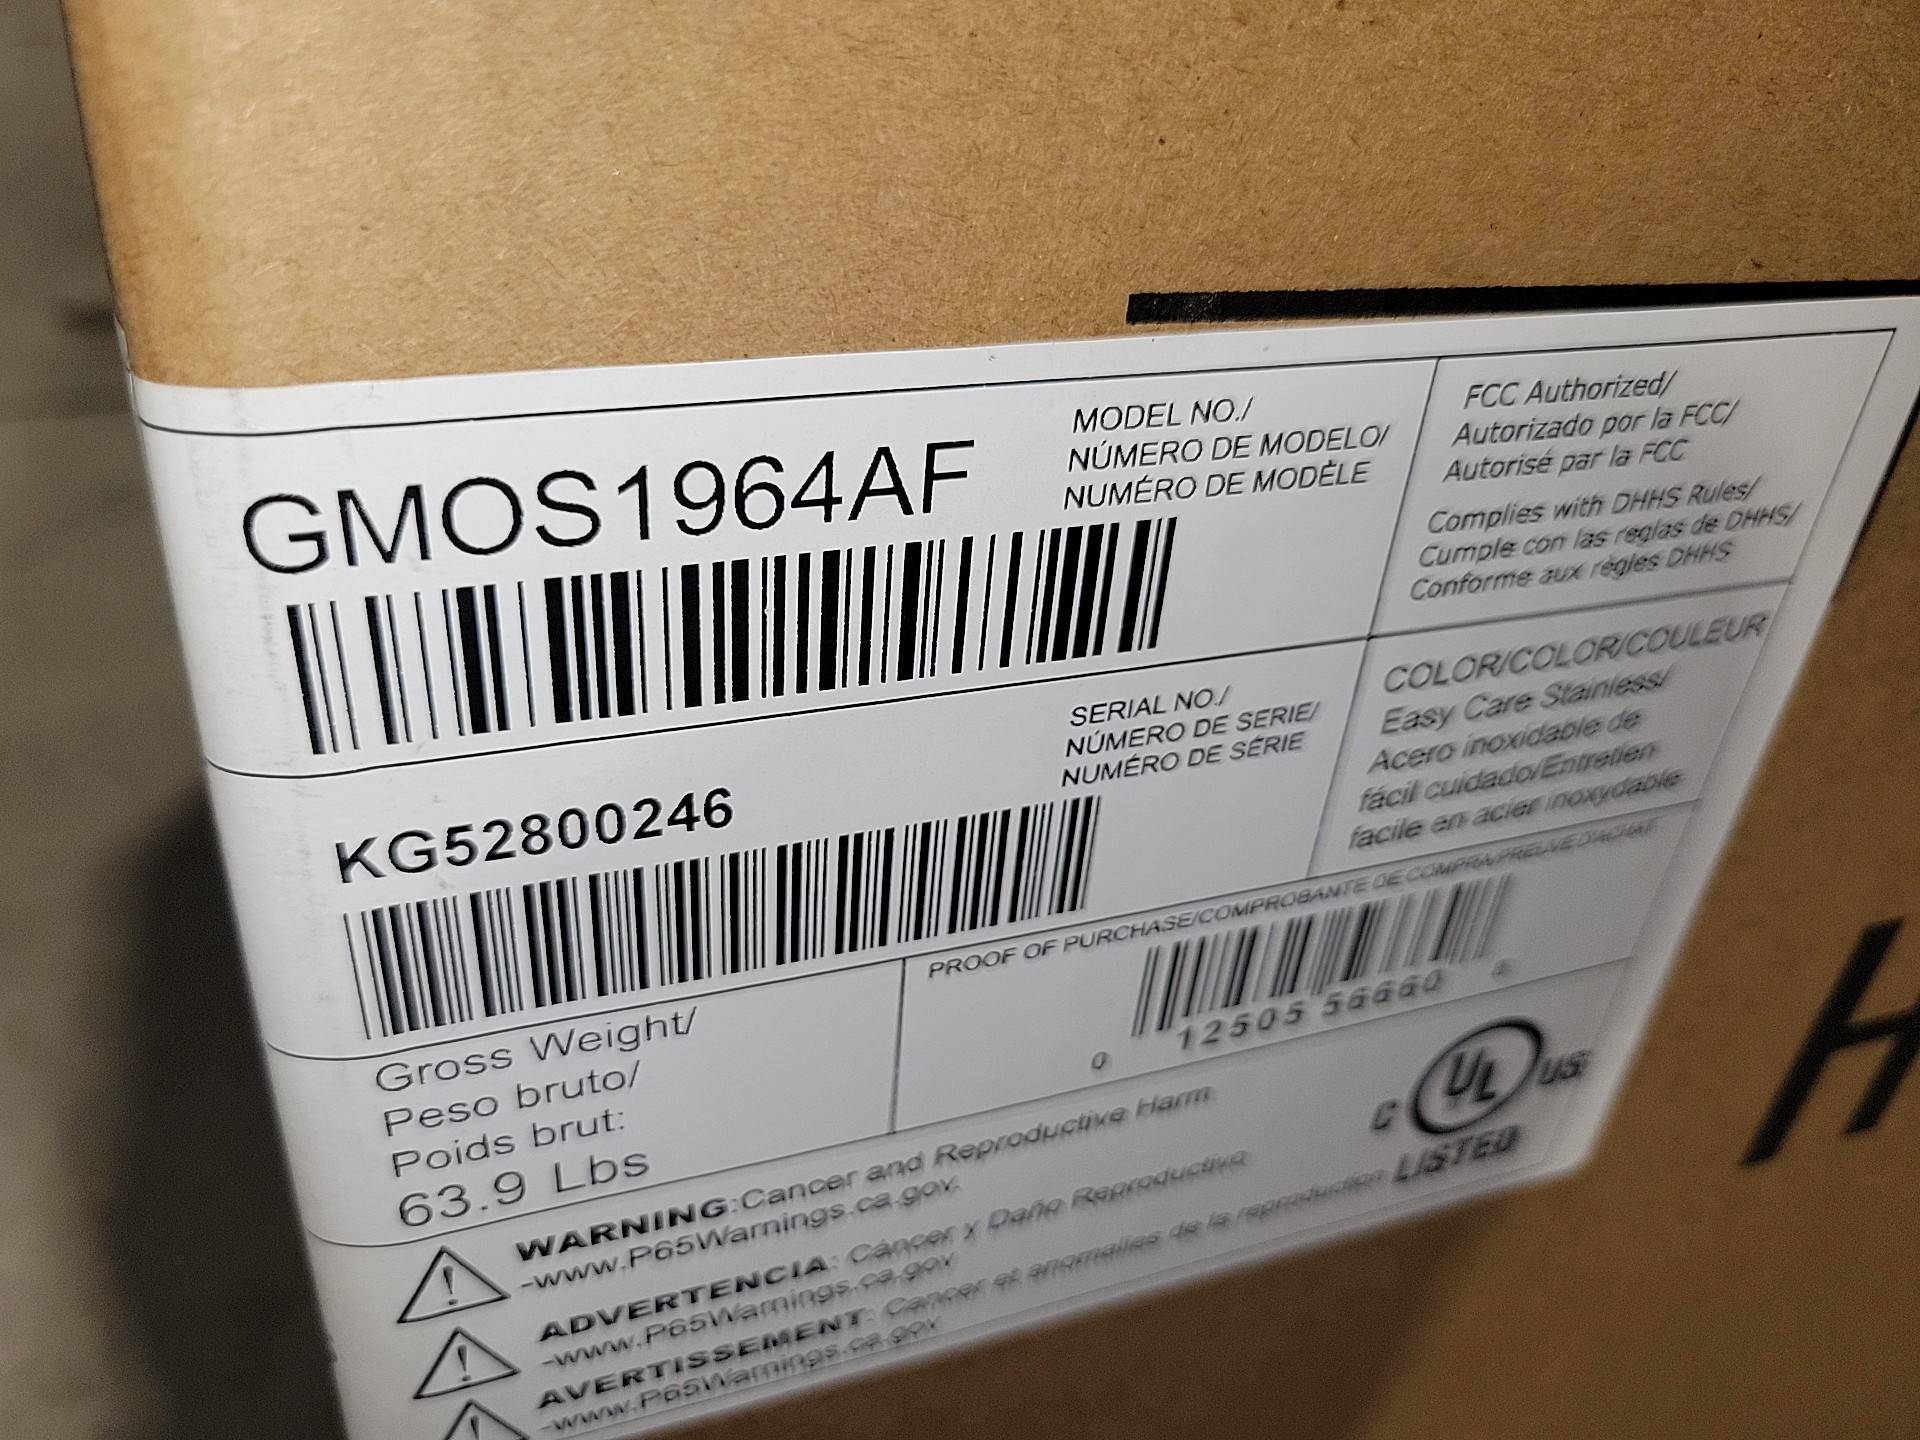 GMOS1964AF
MODEL NO./
NÚMERO DE MODELO/
NUMÉRO DE MODÈLE
FCC Authorized/
Autorizado por la FCC/
Autorisé par la FCC
Complies with DHHS Rules/
Cumple con las reglas de DHHS/
Conforme aux règles DHHS
KG52800246
SERIAL NO./
NÚMERO DE SERIE/
NUMÉRO DE SÉRIE
COLOR/COLOR/COULEUR
Easy Care Stainless/
Acero inoxidable de
fácil cuidado/Entretien
facile en acier inoxydable
Gross Weight/
Peso bruto/
Poids brut:
63.9 Lbs
PROOF OF PURCHASE/COMPROBANTE DE COMPRA/PREUVE D'ACHAT
0 12505 56660
C UL US
LISTED
WARNING:Cancer and Reproductive Harm
-www.P65Warnings.ca.gov.
ADVERTENCIA: Cáncer y Daño Reproductivo
-www.P65Warnings.ca.gov
AVERTISSEMENT: Cancer et anomalies de la reproduction
-www.P65Warnings.ca.gov
H